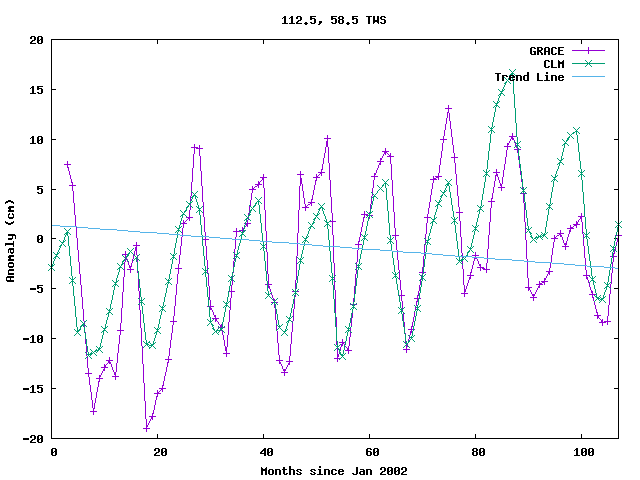 112.5, 58.5 TWS
GRACE
CLM
Trend Line
Anomaly (cm)
20
15
10
5
0
-5
-10
-15
-20
0 20 40 60 80 100
Months since Jan 2002